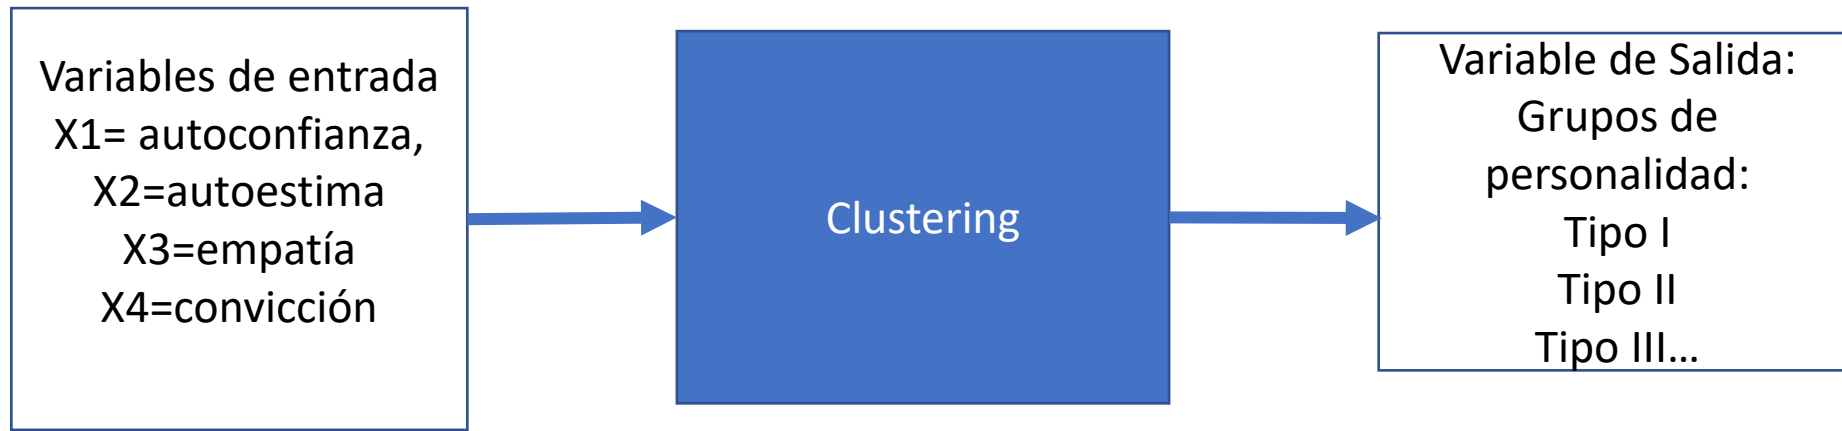 Variables de entrada
X1= autoconfianza,
X2=autoestima
X3=empatía
X4=convicción
Clustering
Variable de Salida:
Grupos de
personalidad:
Tipo I
Tipo II
Tipo III...